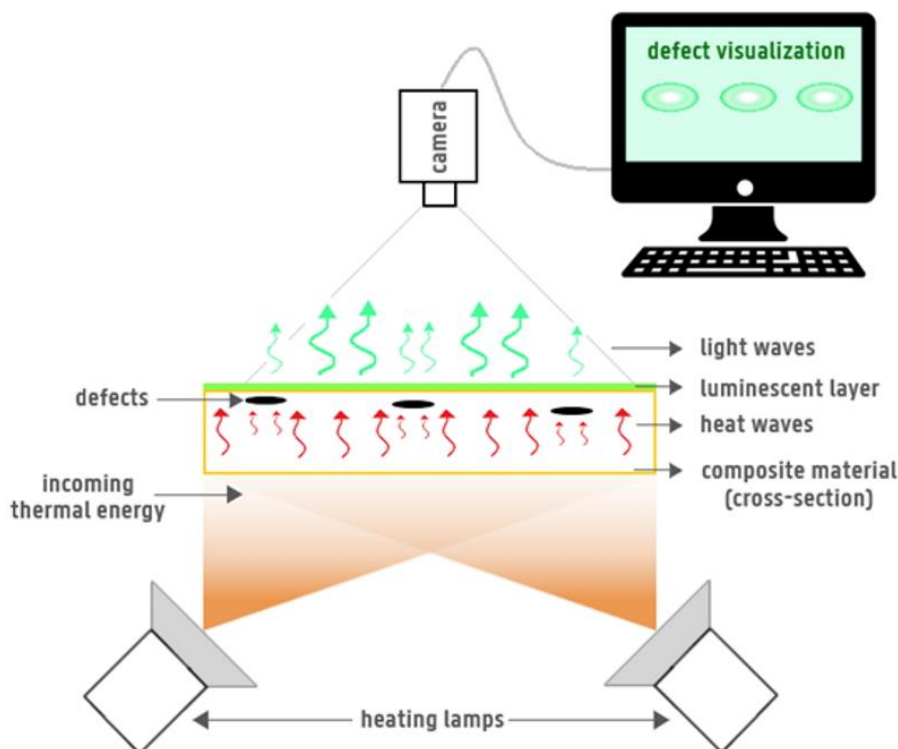 defect visualization
camera
light waves
luminescent layer
defects
heat waves
composite material
(cross-section)
incoming
thermal energy
heating lamps